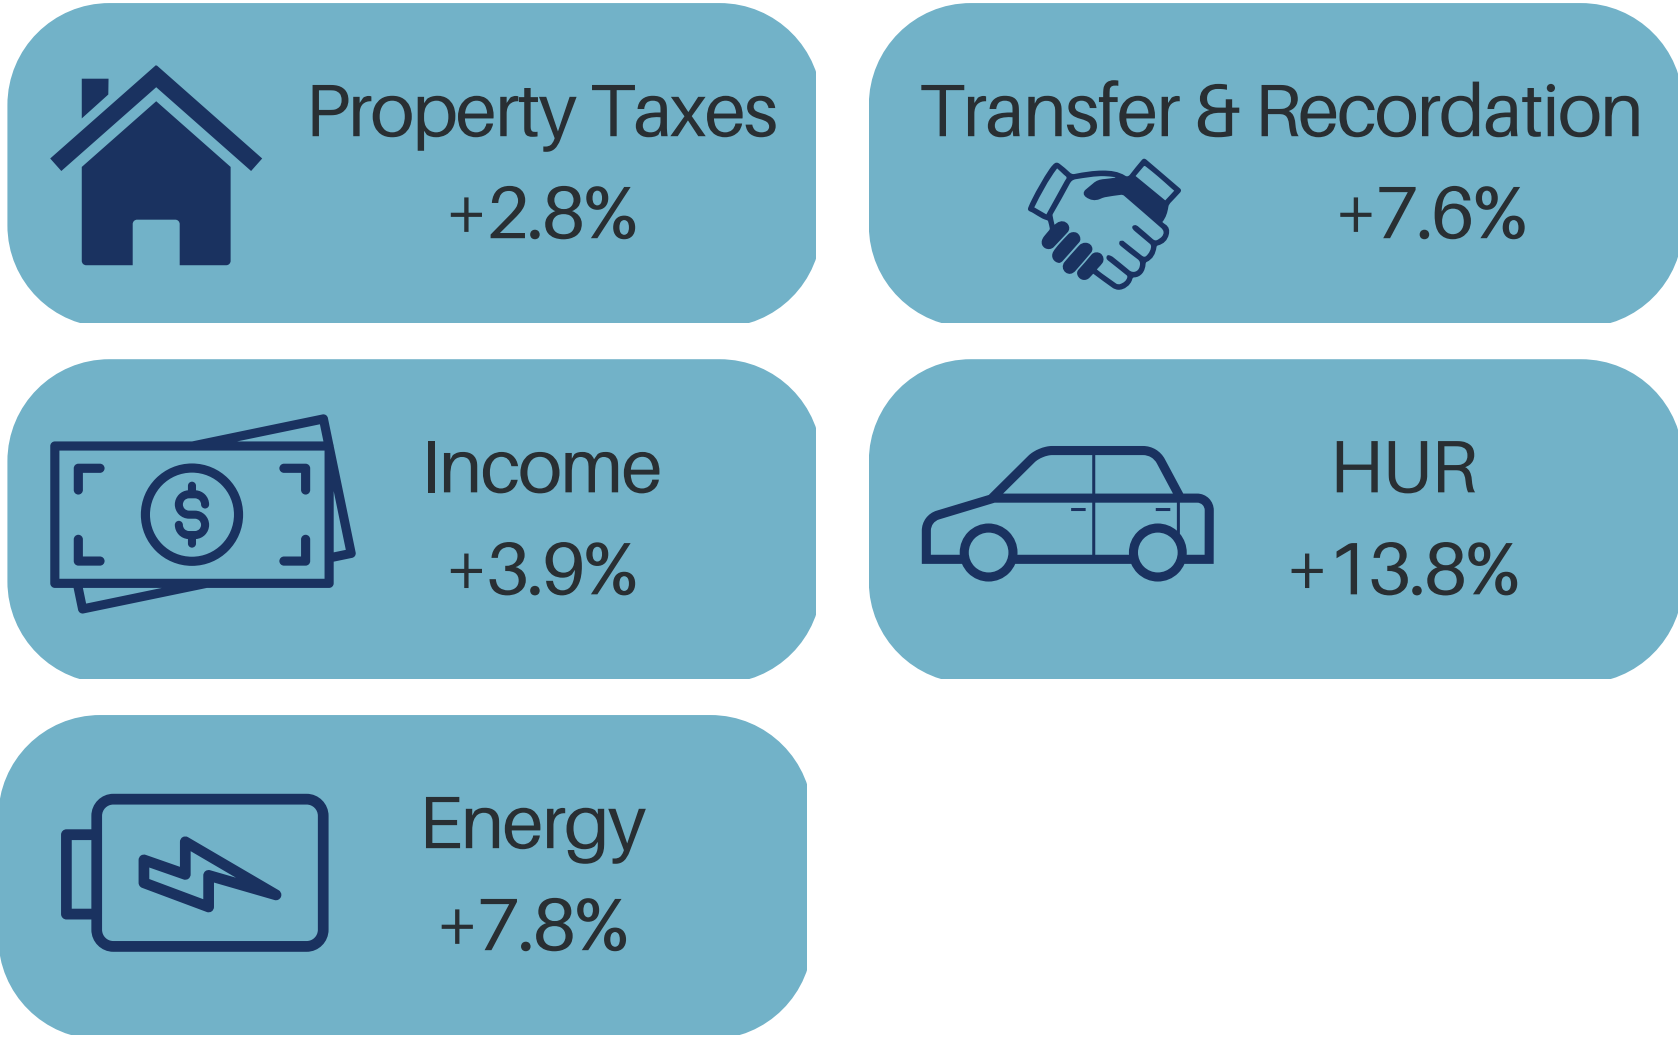 Property Taxes
+2.8%
Transfer & Recordation
+7.6%
$
Income
+3.9%
HUR
+13.8%
Energy
+7.8%